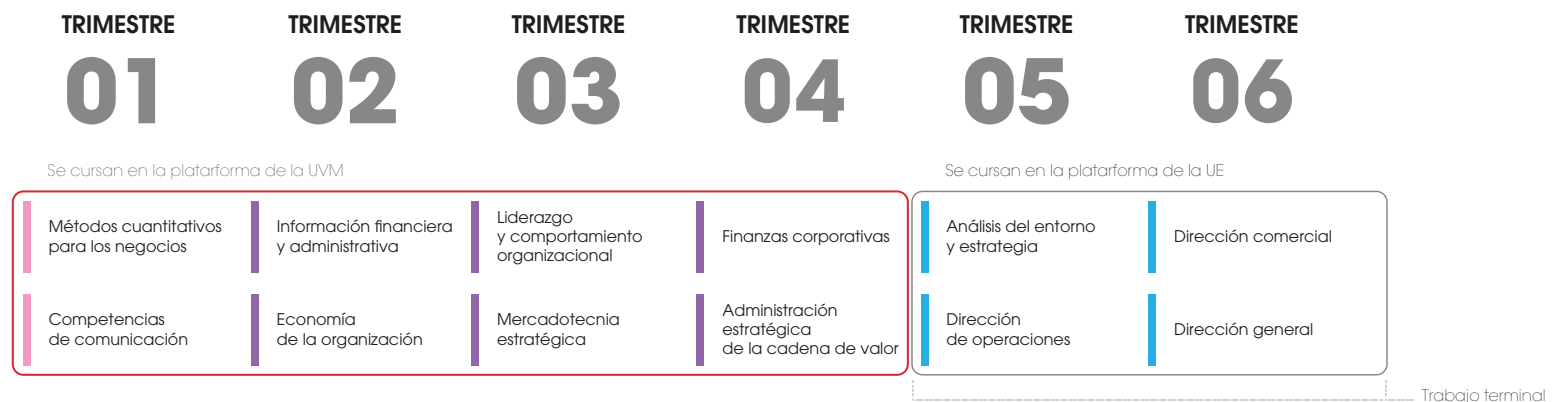 TRIMESTRE TRIMESTRE TRIMESTRE TRIMESTRE TRIMESTRE TRIMESTRE
01 02 03 04 05 06
Se cursan en la platarforma de la UVM
Se cursan en la platarforma de la UE
Métodos cuantitativos
para los negocios
Información financiera
y administrativa
Liderazgo
y comportamiento
organizacional
Finanzas corporativas
Análisis del entorno
y estrategia
Dirección comercial
Competencias
de comunicación
Economía
de la organización
Mercadotecnia
estratégica
Administración
estratégica
de la cadena de valor
Dirección
de operaciones
Dirección general
Trabajo terminal